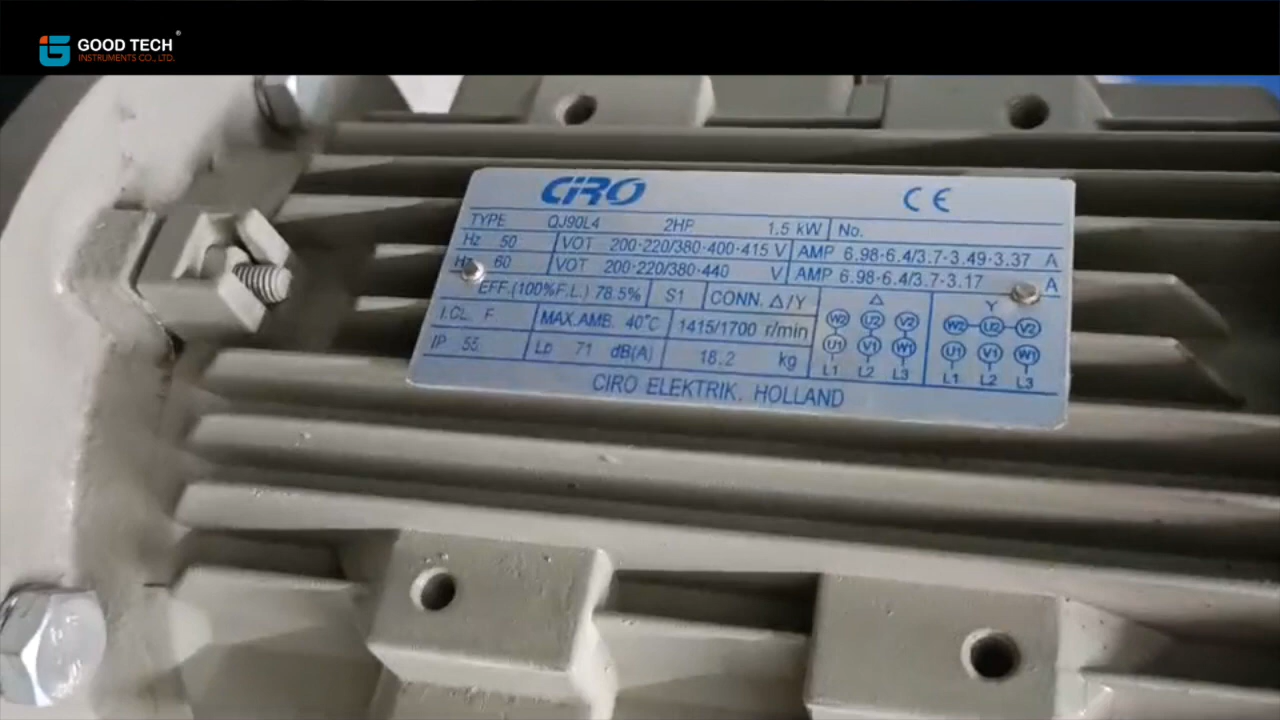 GOOD TECH®
INSTRUMENTS CO., LTD.
CIRO CE
TYPE QJ90L4 2HP 1.5 kW No.
Hz 50 VOT 200·220/380·400·415 V AMP 6.98·6.4/3.7·3.49·3.37 A
Hz 60 VOT 200·220/380·440 V AMP 6.98·6.4/3.7·3.17 A
EFF.(100%F.L.) 78.5% S1 CONN. △/Y △ Y
I.CL. F MAX.AMB. 40°C 1415/1700 r/min W2 U2 V2 W2 U2 V2
IP 55 Lp 71 dB(A) 18.2 kg U1 V1 W1 U1 V1 W1
L1 L2 L3 L1 L2 L3
CIRO ELEKTRIK. HOLLAND